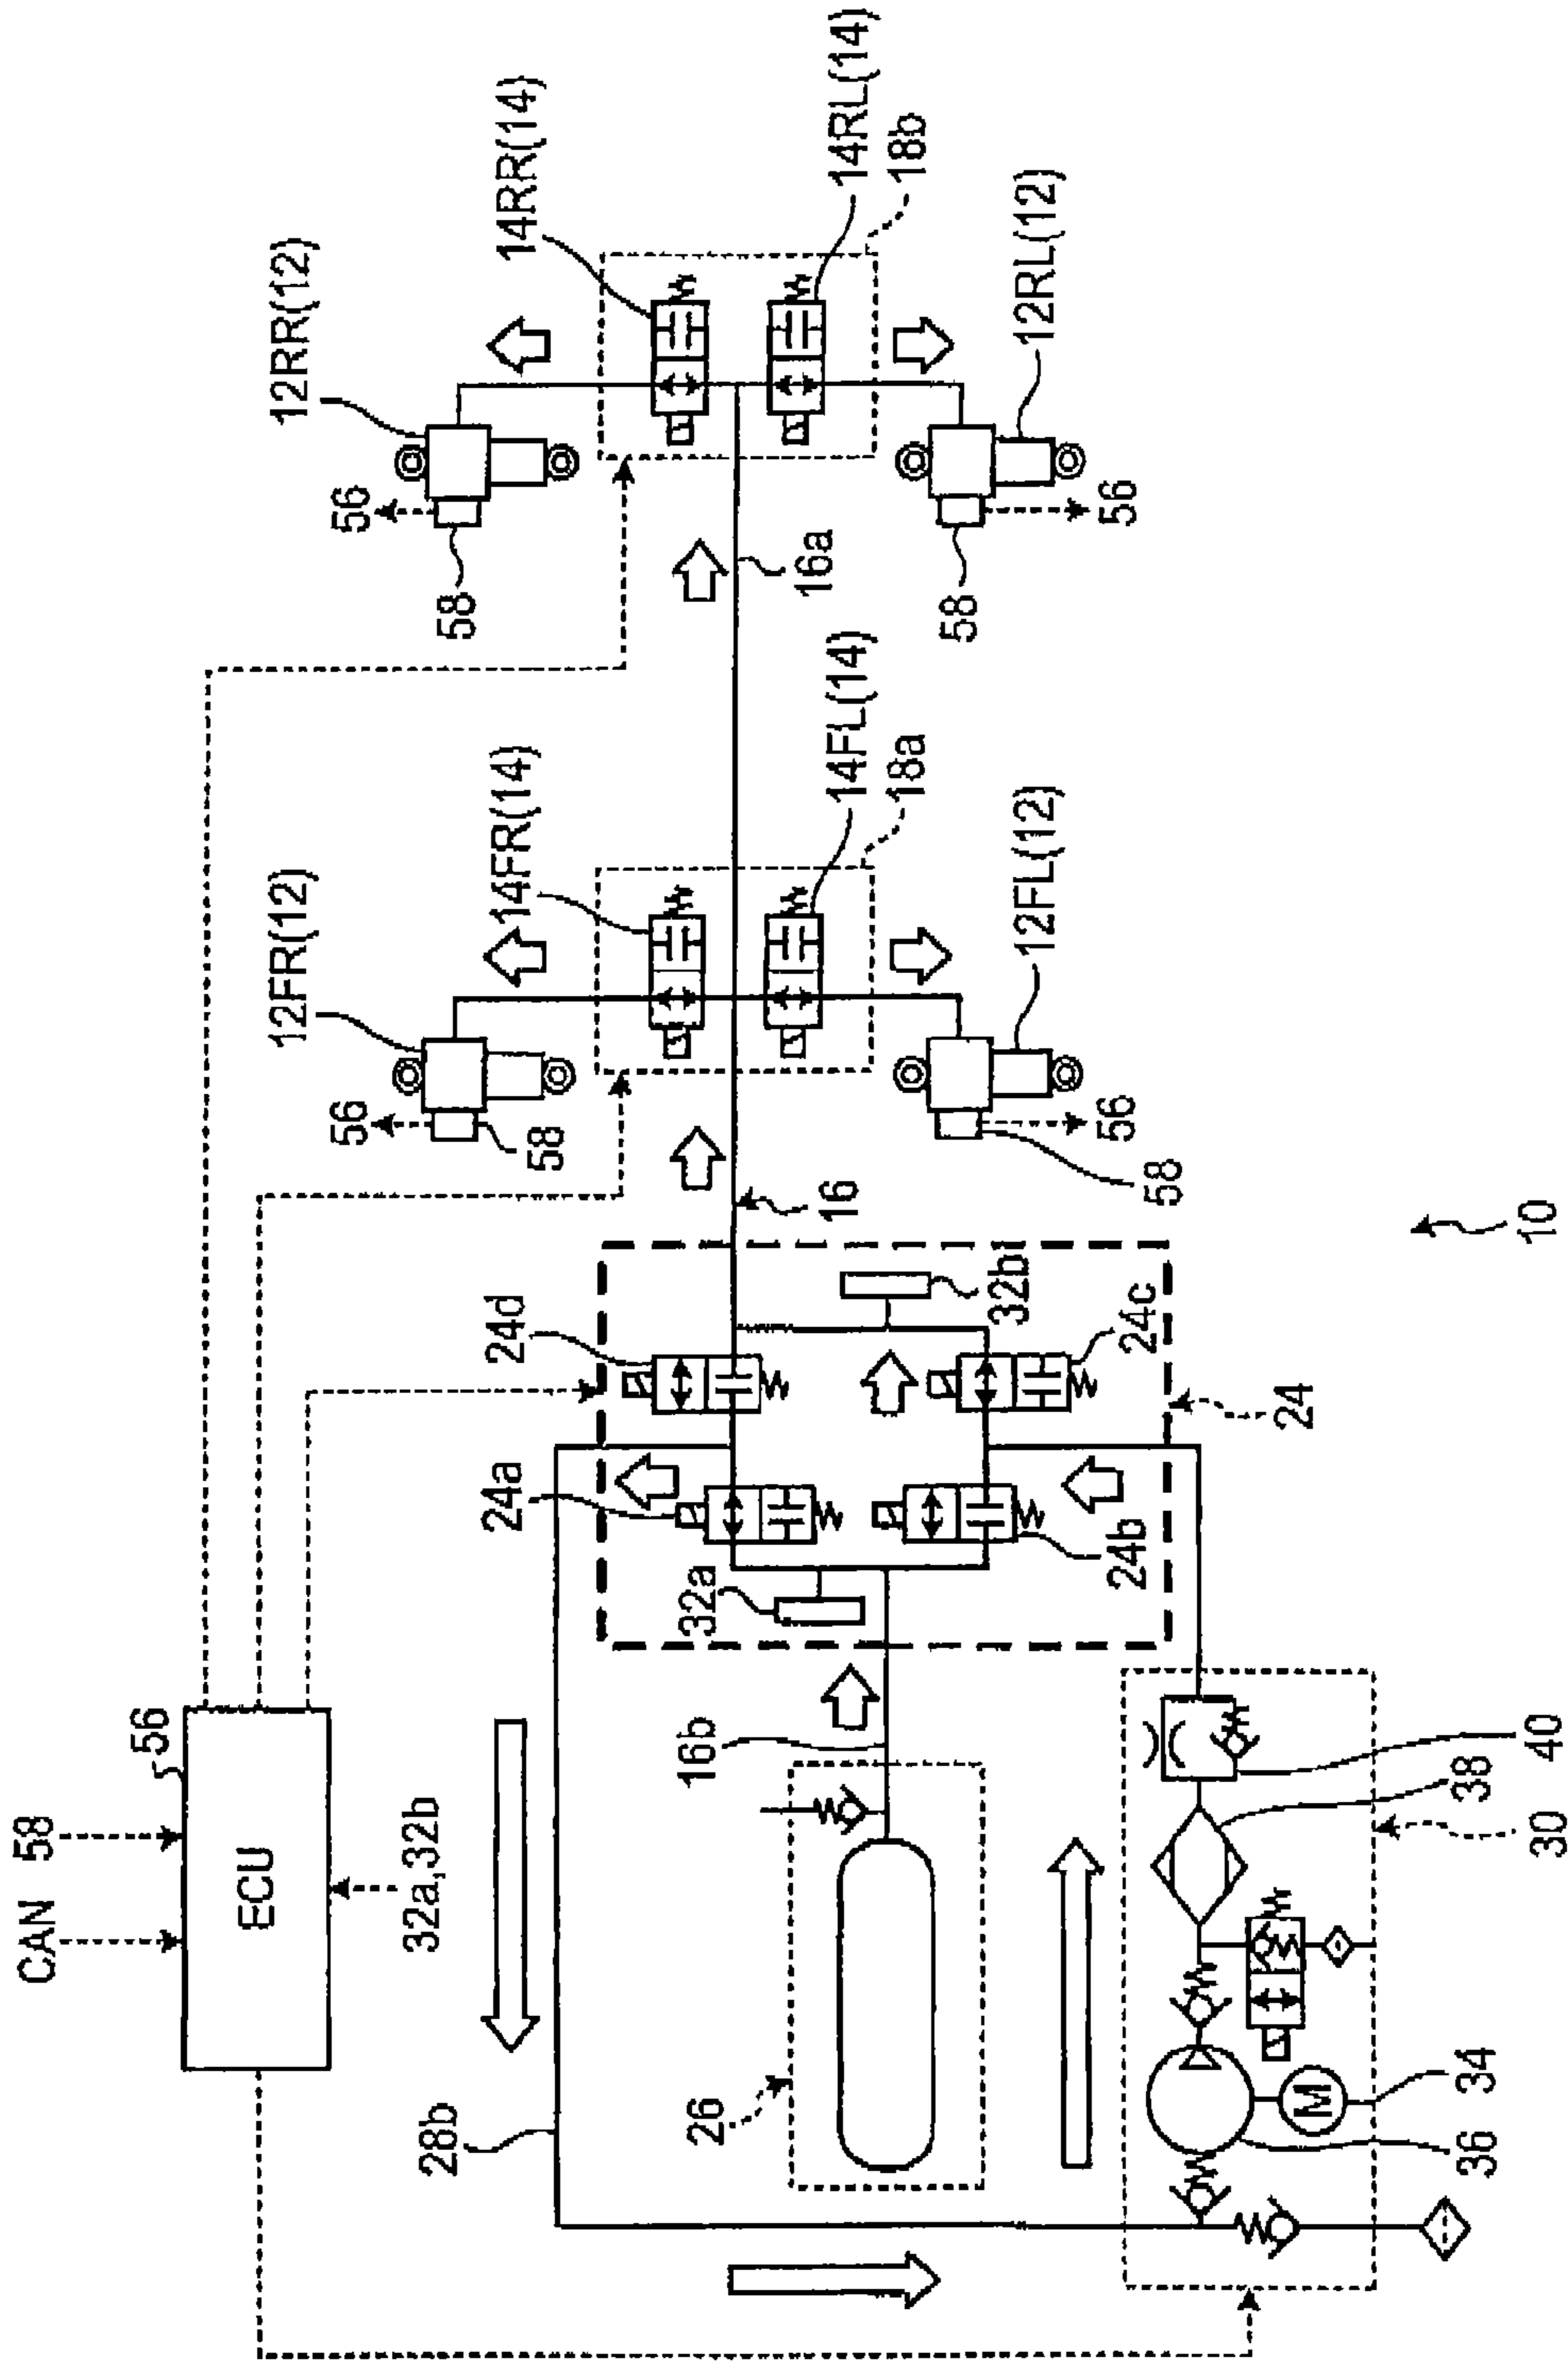 CAN
58
56
ECU
32a,32b
28b
26
16b
32a
24a
24d
24b
24c
32b
24
16
12FR(12)
14FR(14)
56
58
14FL(14)
18a
12FL(12)
56
58
12RR(12)
14RR(14)
56
58
16a
14RL(14)
18b
12RL(12)
56
58
40
38
30
M
34
36
10